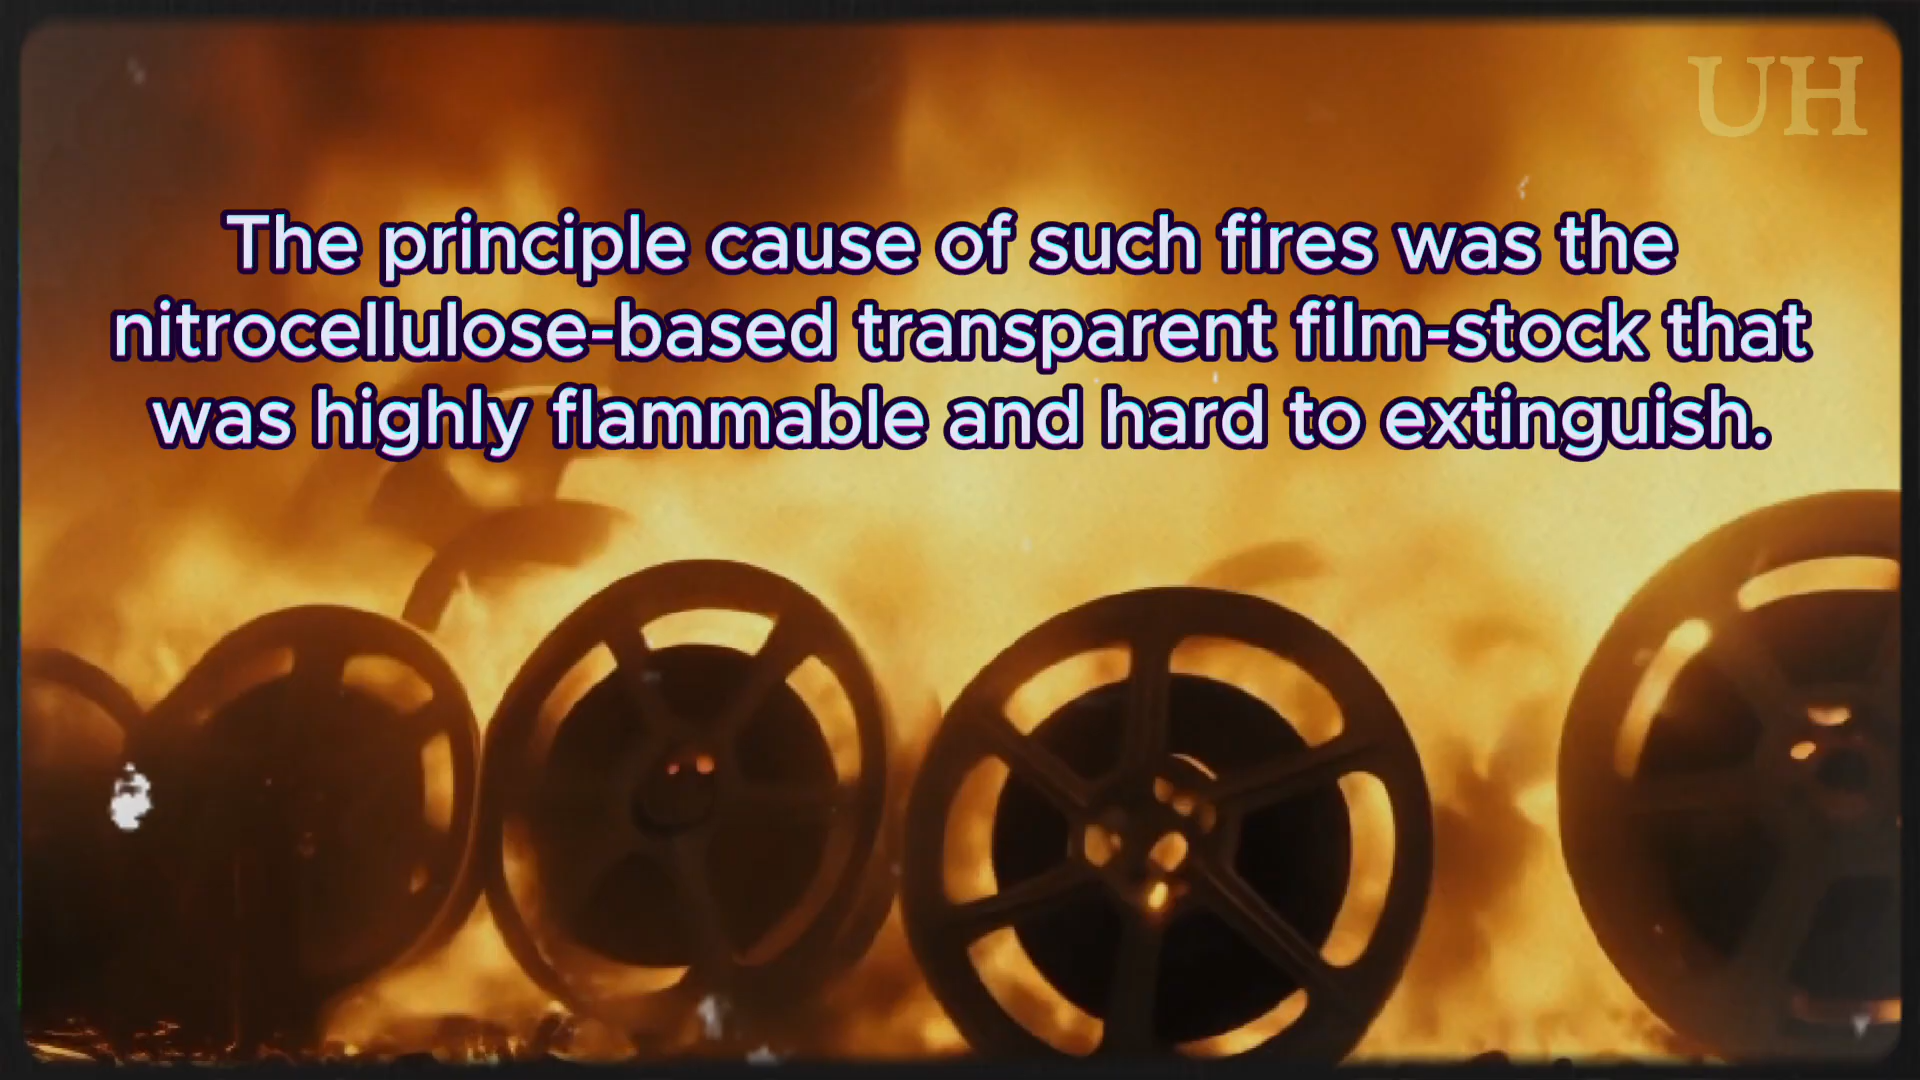 UH
The principle cause of such fires was the
nitrocellulose-based transparent film-stock that
was highly flammable and hard to extinguish.